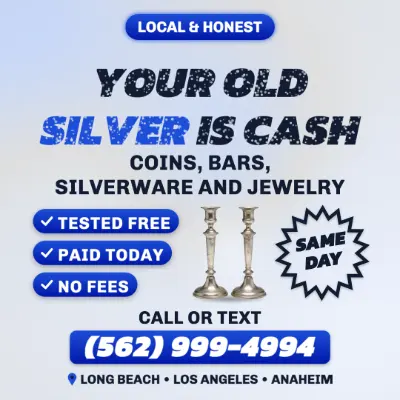 LOCAL & HONEST
YOUR OLD
SILVER IS CASH
COINS, BARS,
SILVERWARE AND JEWELRY
TESTED FREE
PAID TODAY
NO FEES
SAME
DAY
CALL OR TEXT
(562) 999-4994
LONG BEACH • LOS ANGELES • ANAHEIM